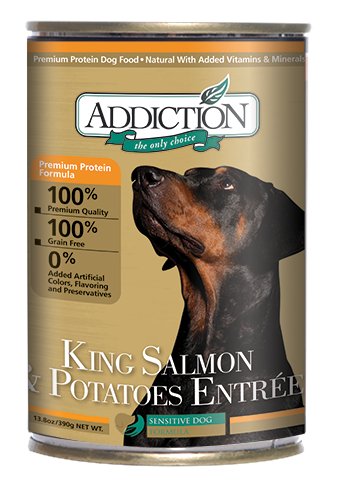 Premium Protein Dog Food • Natural With Added Vitamins & Minerals
ADDICTION
the only choice
Premium Protein
Formula
100%
Premium Quality
100%
Grain Free
0%
Added Artificial
Colors, Flavoring
and Preservatives
KING SALMON
& POTATOES ENTRÉE
13.8oz/390g NET WT.
SENSITIVE DOG
FORMULA